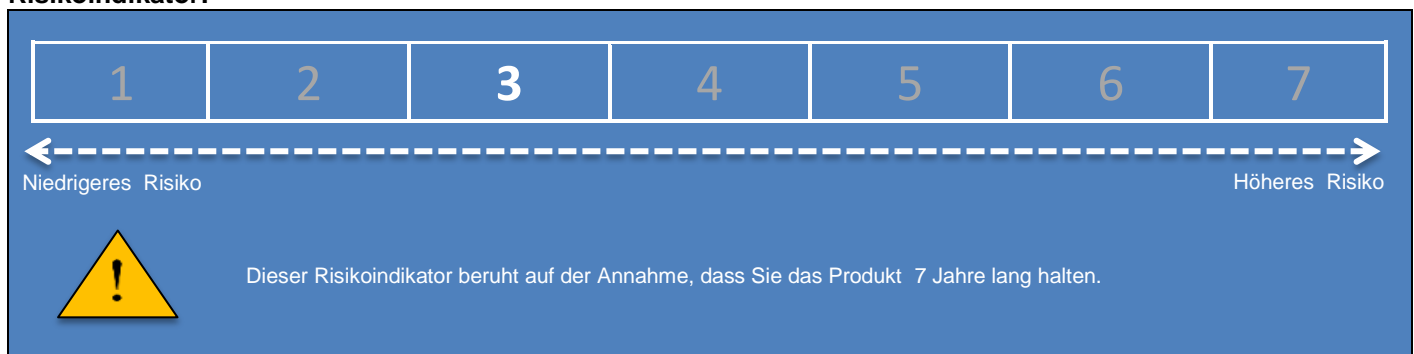 Risikoindikator:
1 2 3 4 5 6 7
Niedrigeres Risiko Höheres Risiko
!
Dieser Risikoindikator beruht auf der Annahme, dass Sie das Produkt 7 Jahre lang halten.